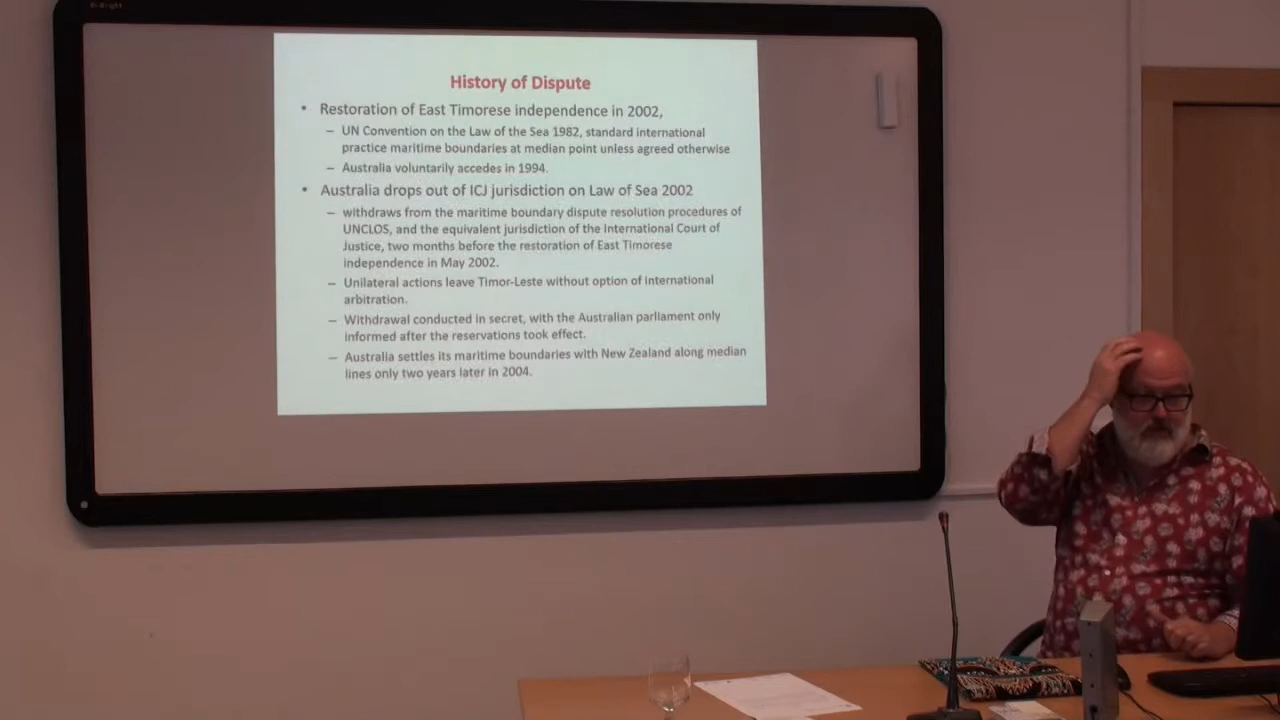 History of Dispute
• Restoration of East Timorese independence in 2002,
– UN Convention on the Law of the Sea 1982, standard international
practice maritime boundaries at median point unless agreed otherwise
– Australia voluntarily accedes in 1994.
• Australia drops out of ICJ jurisdiction on Law of Sea 2002
– withdraws from the maritime boundary dispute resolution procedures of
UNCLOS, and the equivalent jurisdiction of the International Court of
Justice, two months before the restoration of East Timorese
independence in May 2002.
– Unilateral actions leave Timor-Leste without option of international
arbitration.
– Withdrawal conducted in secret, with the Australian parliament only
informed after the reservations took effect.
– Australia settles its maritime boundaries with New Zealand along median
lines only two years later in 2004.